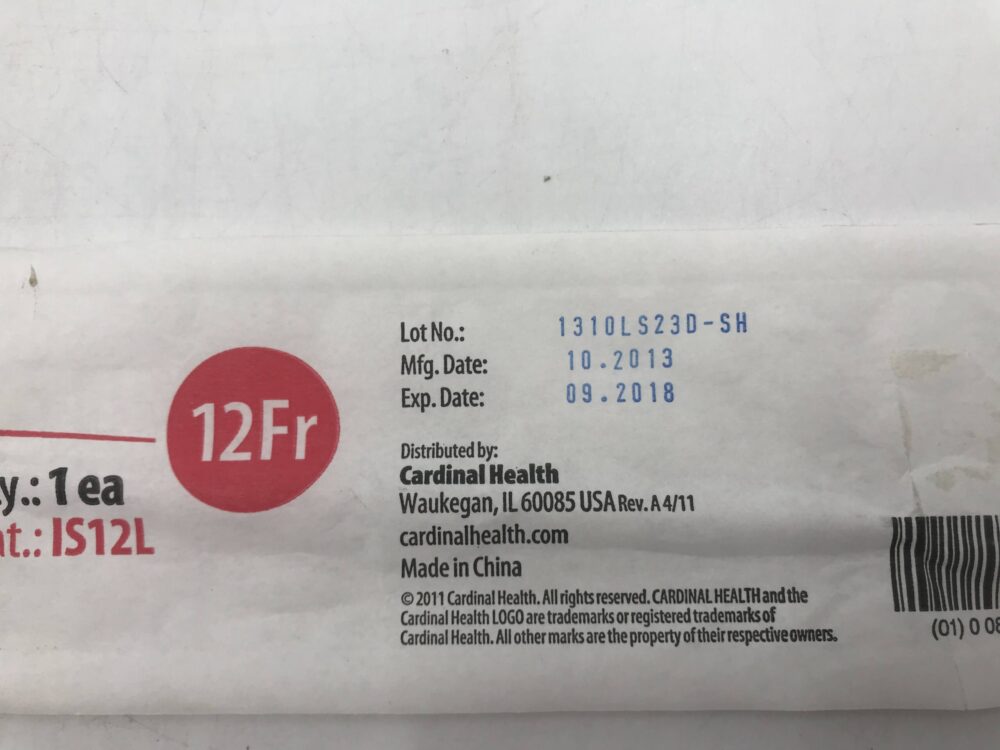 Lot No.: 1310LS23D-SH
Mfg. Date: 10.2013
Exp. Date: 09.2018
12Fr
y.: 1 ea
at.: IS12L
Distributed by:
Cardinal Health
Waukegan, IL 60085 USA Rev. A 4/11
cardinalhealth.com
Made in China
© 2011 Cardinal Health. All rights reserved. CARDINAL HEALTH and the
Cardinal Health LOGO are trademarks or registered trademarks of
Cardinal Health. All other marks are the property of their respective owners.
(01) 0 08